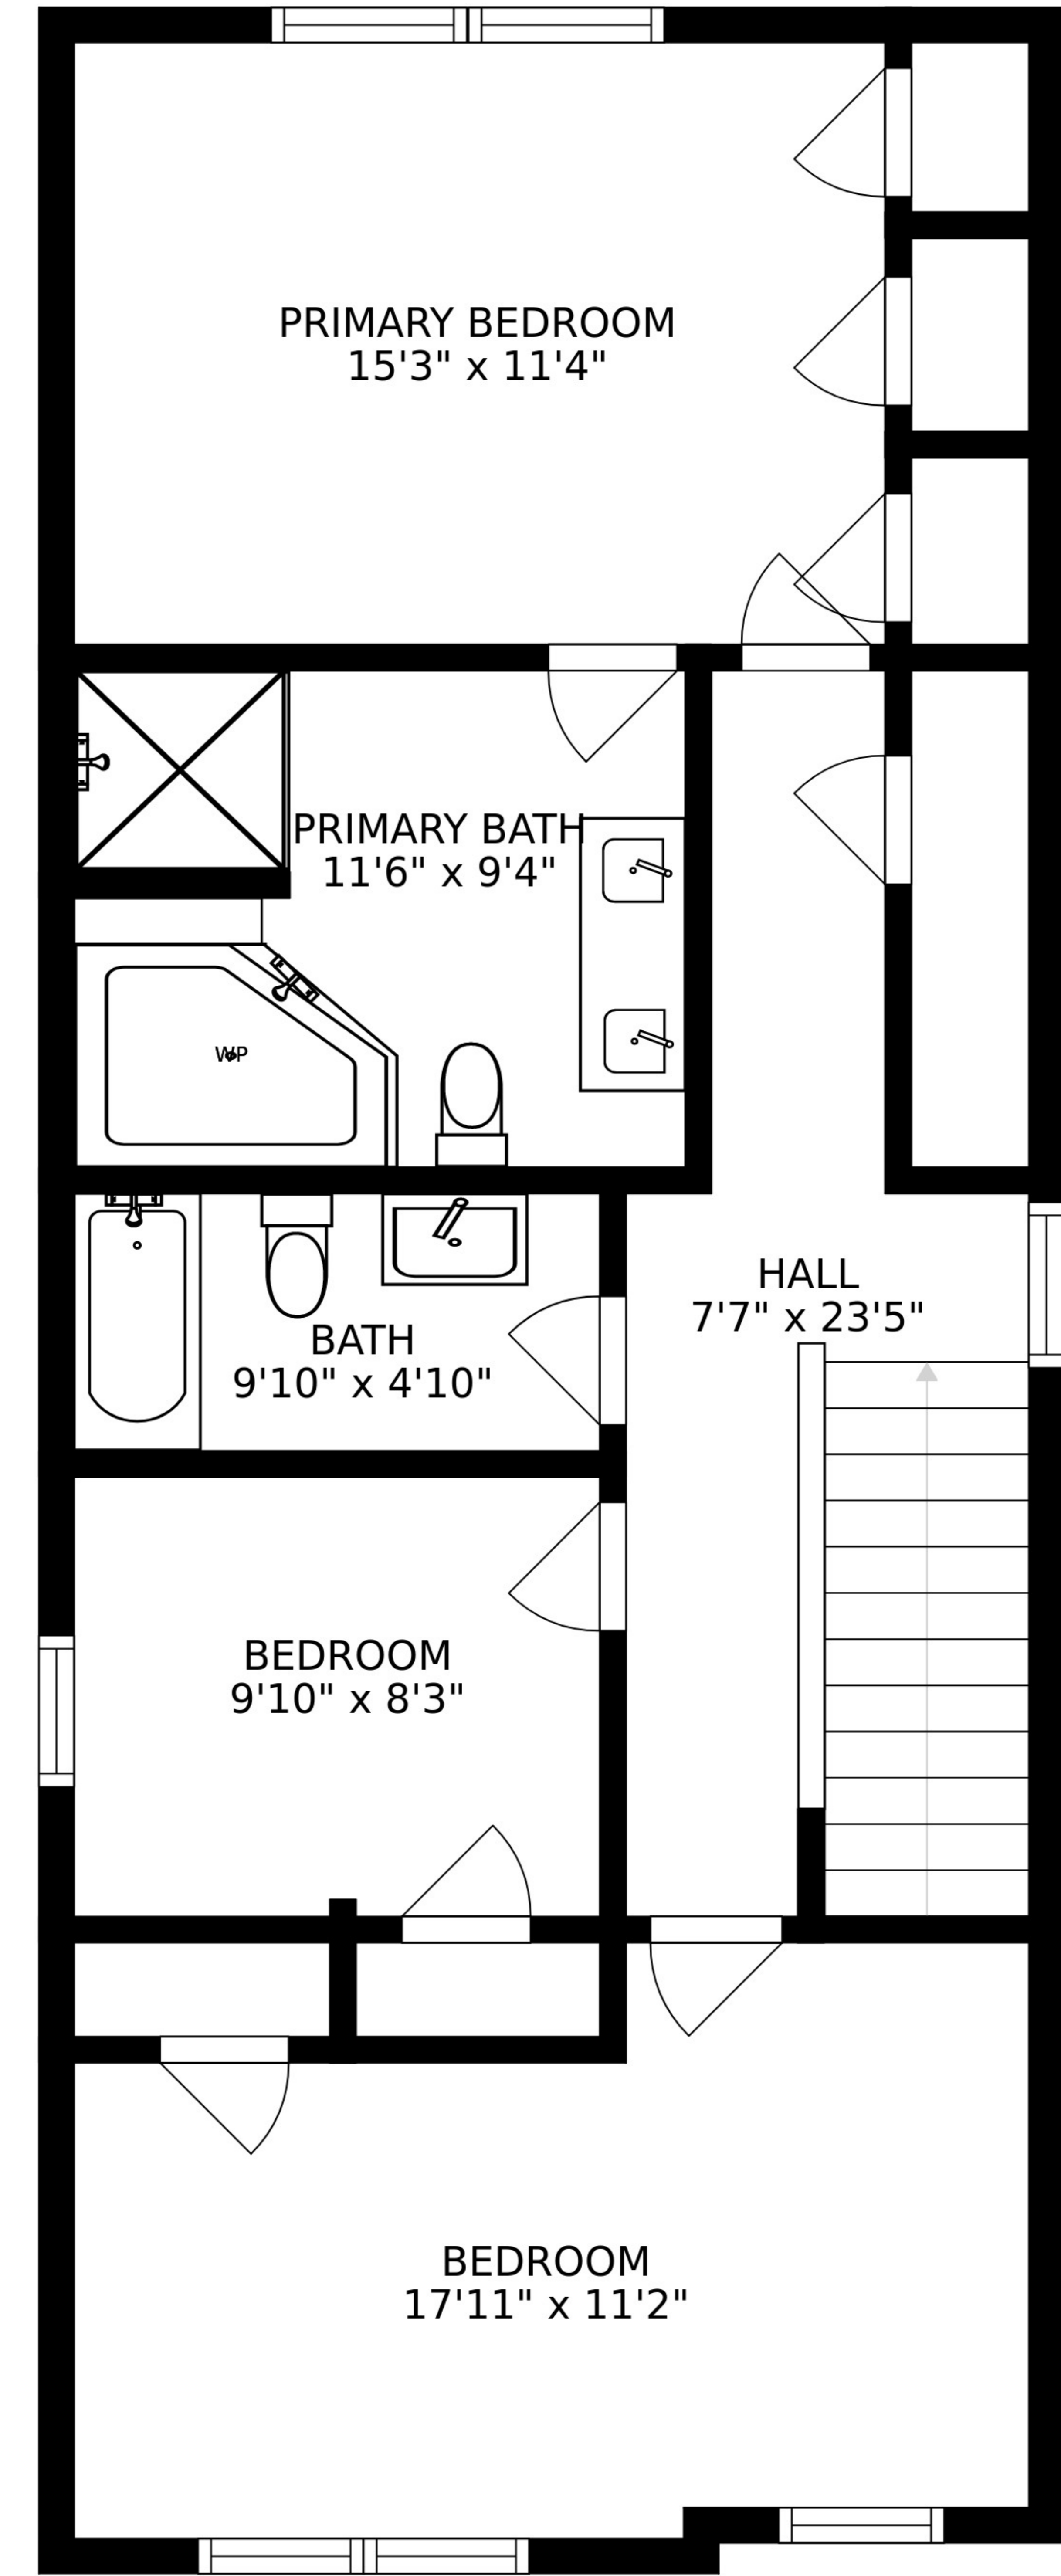 PRIMARY BEDROOM
15'3" x 11'4"
PRIMARY BATH
11'6" x 9'4"
WP
HALL
7'7" x 23'5"
BATH
9'10" x 4'10"
BEDROOM
9'10" x 8'3"
BEDROOM
17'11" x 11'2"